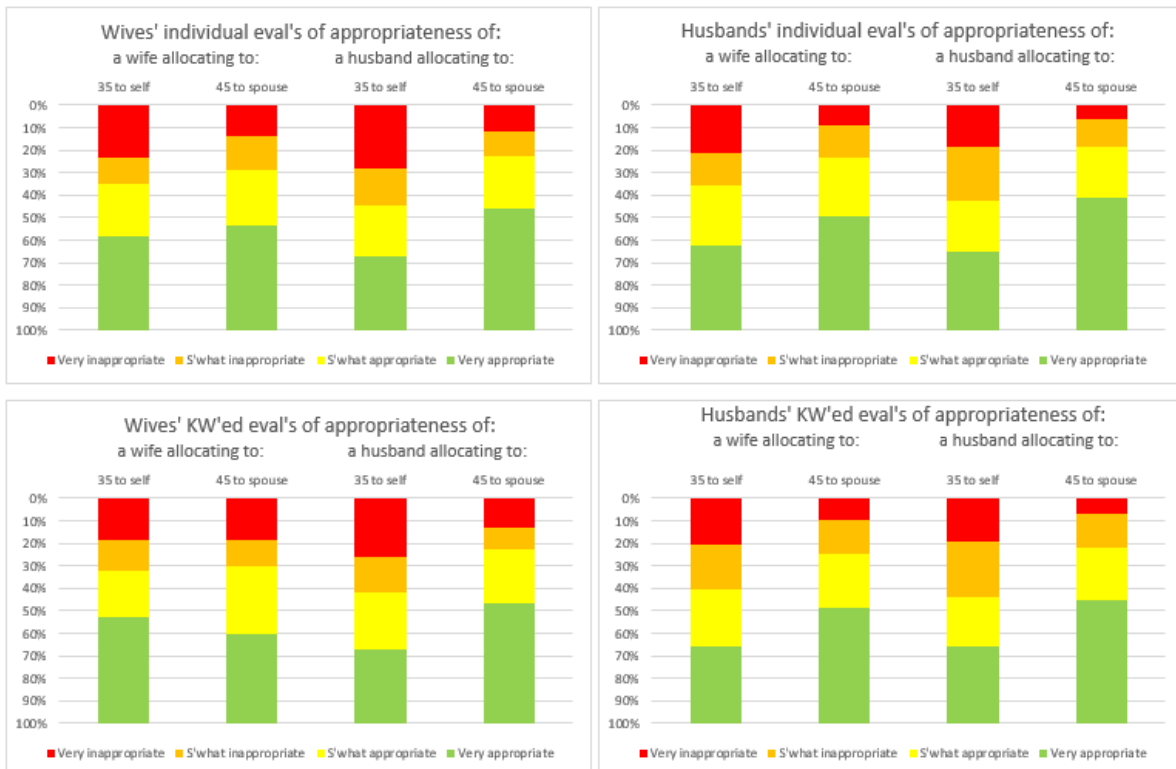 Wives' individual eval's of appropriateness of:
a wife allocating to: a husband allocating to:
35 to self 45 to spouse 35 to self 45 to spouse
0%
10%
20%
30%
40%
50%
60%
70%
80%
90%
100%
Very inappropriate S'what inappropriate S'what appropriate Very appropriate
Husbands' individual eval's of appropriateness of:
a wife allocating to: a husband allocating to:
35 to self 45 to spouse 35 to self 45 to spouse
0%
10%
20%
30%
40%
50%
60%
70%
80%
90%
100%
Very inappropriate S'what inappropriate S'what appropriate Very appropriate
Wives' KW'ed eval's of appropriateness of:
a wife allocating to: a husband allocating to:
35 to self 45 to spouse 35 to self 45 to spouse
0%
10%
20%
30%
40%
50%
60%
70%
80%
90%
100%
Very inappropriate S'what inappropriate S'what appropriate Very appropriate
Husbands' KW'ed eval's of appropriateness of:
a wife allocating to: a husband allocating to:
35 to self 45 to spouse 35 to self 45 to spouse
0%
10%
20%
30%
40%
50%
60%
70%
80%
90%
100%
Very inappropriate S'what inappropriate S'what appropriate Very appropriate